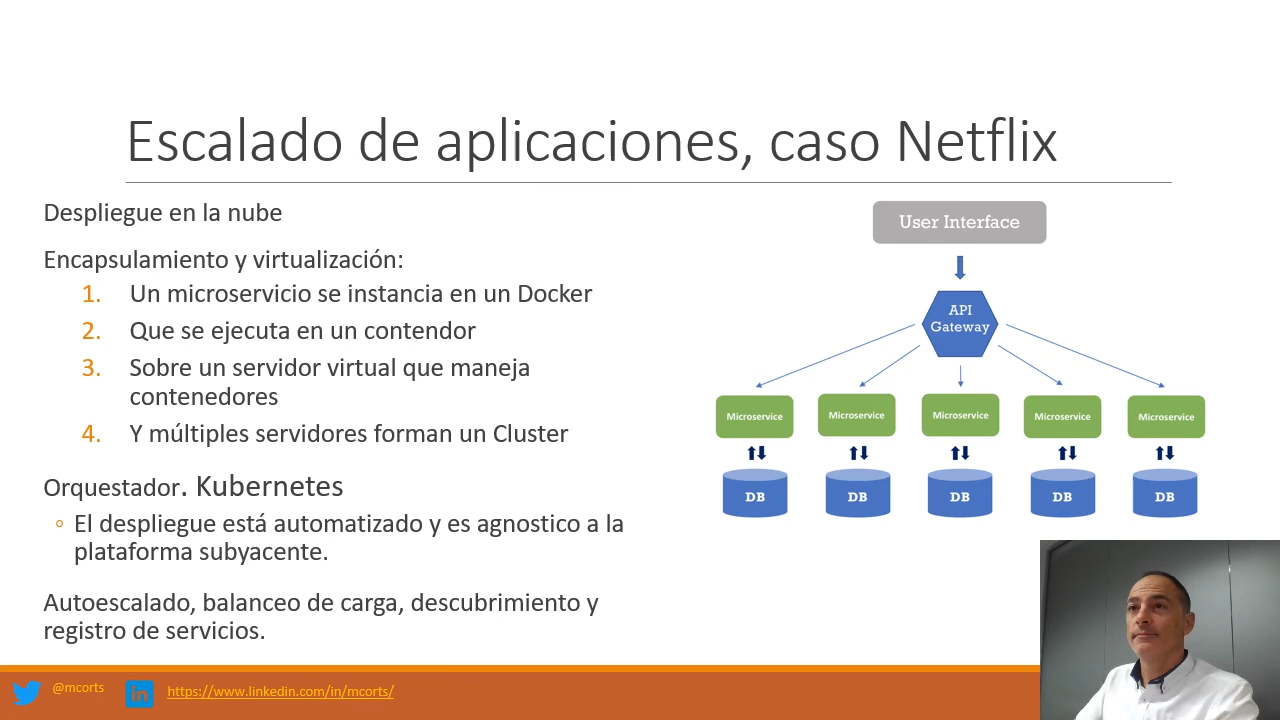 Escalado de aplicaciones, caso Netflix
Despliegue en la nube
Encapsulamiento y virtualización:
1. Un microservicio se instancia en un Docker
2. Que se ejecuta en un contendor
3. Sobre un servidor virtual que maneja
contenedores
4. Y múltiples servidores forman un Cluster
Orquestador. Kubernetes
◦ El despliegue está automatizado y es agnostico a la
plataforma subyacente.
Autoescalado, balanceo de carga, descubrimiento y
registro de servicios.
User Interface
API
Gateway
Microservice Microservice Microservice Microservice Microservice
DB DB DB DB DB
@mcorts in https://www.linkedin.com/in/mcorts/